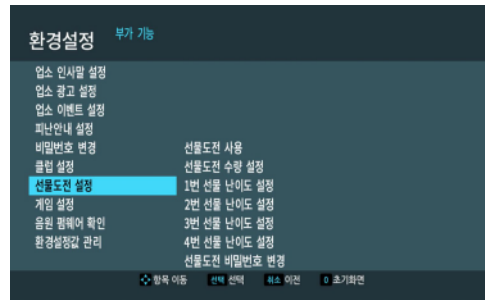 환경설정 부가 기능
업소 인사말 설정
업소 광고 설정
업소 이벤트 설정
피난안내 설정
비밀번호 변경
클럽 설정
선물도전 설정
게임 설정
음원 펌웨어 확인
환경설정값 관리
선물도전 사용
선물도전 수량 설정
1번 선물 난이도 설정
2번 선물 난이도 설정
3번 선물 난이도 설정
4번 선물 난이도 설정
선물도전 비밀번호 변경
항목 이동 선택 선택 취소 이전 0 초기화면